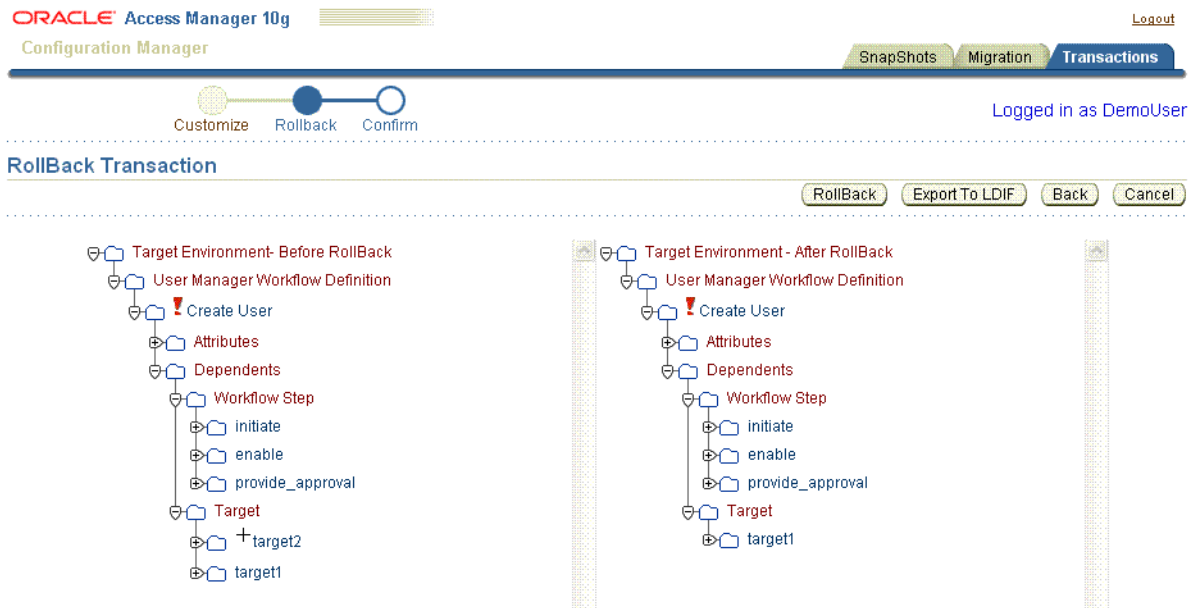 ORACLE Access Manager 10g
Logout
Configuration Manager
SnapShots Migration Transactions
Customize Rollback Confirm
Logged in as DemoUser
RollBack Transaction
RollBack Export To LDIF Back Cancel
Target Environment- Before RollBack
User Manager Workflow Definition
! Create User
Attributes
Dependents
Workflow Step
initiate
enable
provide_approval
Target
+target2
target1
Target Environment - After RollBack
User Manager Workflow Definition
! Create User
Attributes
Dependents
Workflow Step
initiate
enable
provide_approval
Target
target1